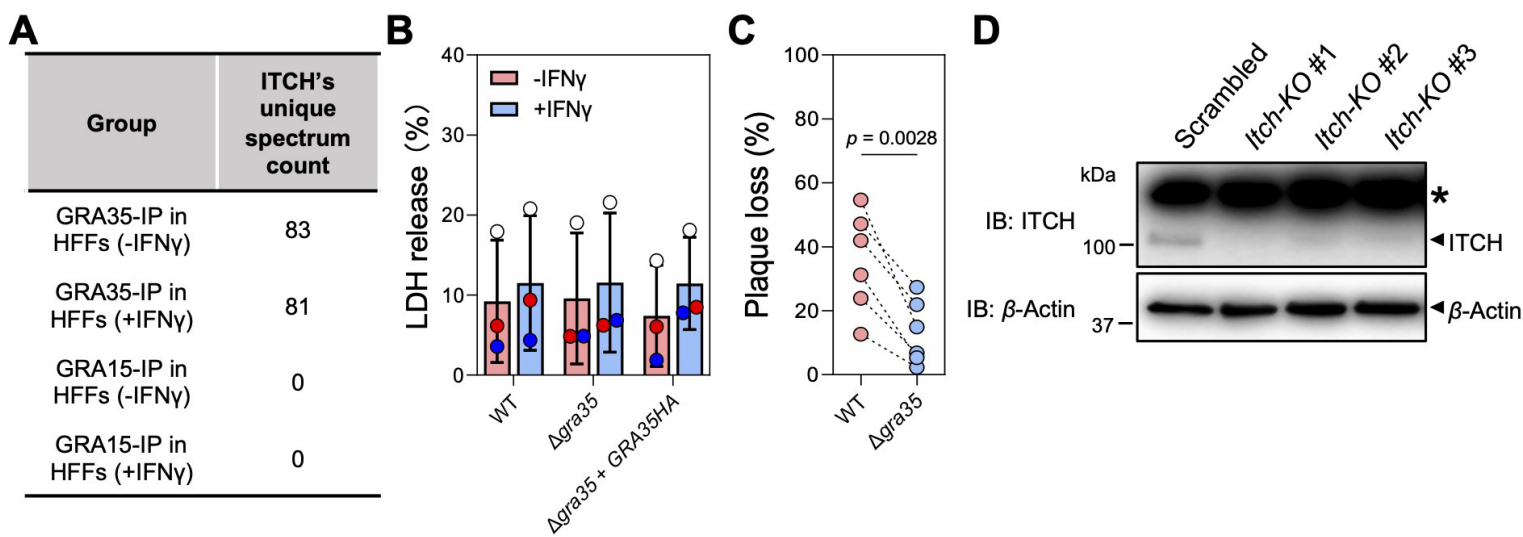 A
Group
ITCH's
unique
spectrum
count
GRA35-IP in
HFFs (-IFNγ)
83
GRA35-IP in
HFFs (+IFNγ)
81
GRA15-IP in
HFFs (-IFNγ)
0
GRA15-IP in
HFFs (+IFNγ)
0
B
LDH release (%)
40
30
20
10
0
-IFNγ
+IFNγ
WT
Δgra35
Δgra35 + GRA35HA
C
Plaque loss (%)
100
80
60
40
20
0
p = 0.0028
WT
Δgra35
D
Scrambled
Itch-KO #1
Itch-KO #2
Itch-KO #3
kDa
IB: ITCH
100
*
ITCH
IB: β-Actin
37
β-Actin